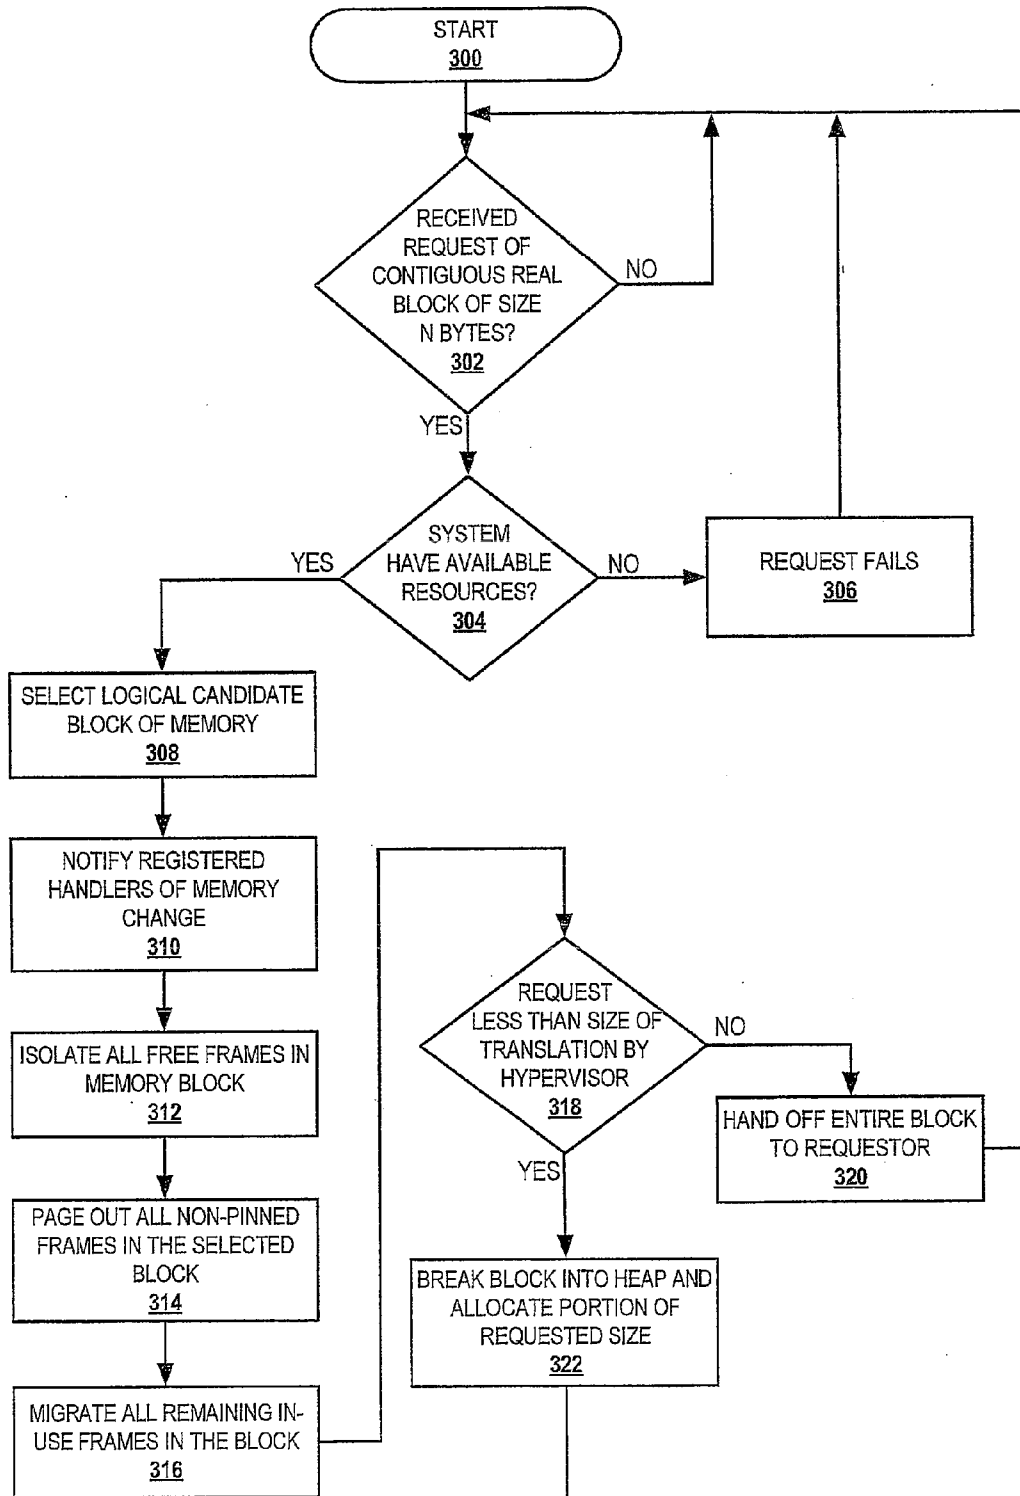 START
300
RECEIVED
REQUEST OF
CONTIGUOUS REAL
BLOCK OF SIZE
N BYTES?
302
NO
YES
SYSTEM
HAVE AVAILABLE
RESOURCES?
304
YES
NO
REQUEST FAILS
306
SELECT LOGICAL CANDIDATE
BLOCK OF MEMORY
308
NOTIFY REGISTERED
HANDLERS OF MEMORY
CHANGE
310
ISOLATE ALL FREE FRAMES IN
MEMORY BLOCK
312
PAGE OUT ALL NON-PINNED
FRAMES IN THE SELECTED
BLOCK
314
MIGRATE ALL REMAINING IN-
USE FRAMES IN THE BLOCK
316
REQUEST
LESS THAN SIZE OF
TRANSLATION BY
HYPERVISOR
318
NO
YES
HAND OFF ENTIRE BLOCK
TO REQUESTOR
320
BREAK BLOCK INTO HEAP AND
ALLOCATE PORTION OF
REQUESTED SIZE
322